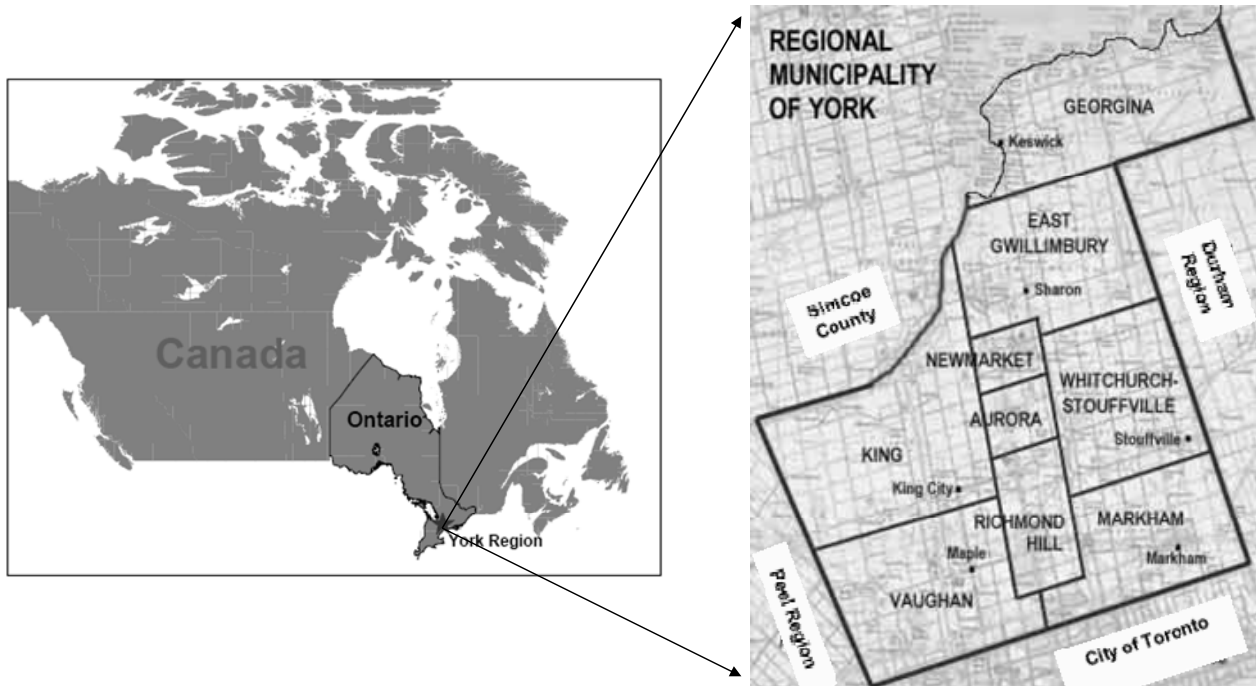 Canada
Ontario
York Region
REGIONAL
MUNICIPALITY
OF YORK
GEORGINA
Keswick
EAST
GWILLIMBURY
Sharon
Durham
Region
Simcoe
County
NEWMARKET
WHITCHURCH-
STOUFFVILLE
AURORA
Stouffville
KING
King City
RICHMOND
HILL
MARKHAM
Markham
Maple
VAUGHAN
Peel Region
City of Toronto